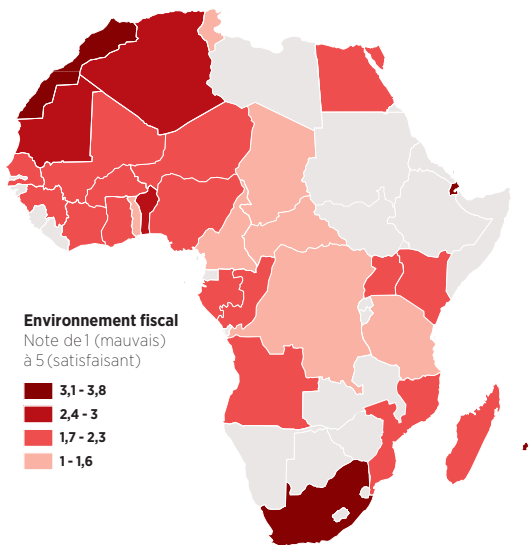 Environnement fiscal
Note de 1 (mauvais)
à 5 (satisfaisant)
3,1 - 3,8
2,4 - 3
1,7 - 2,3
1 - 1,6